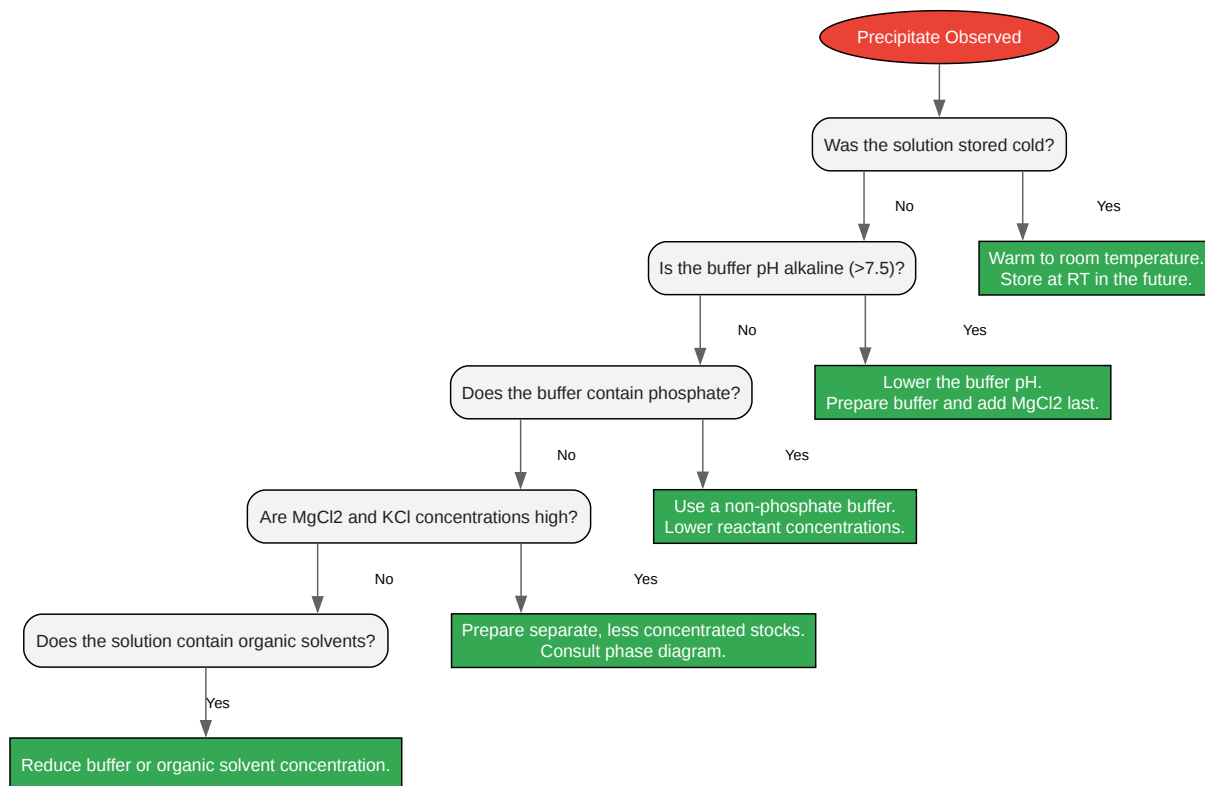 Precipitate Observed
Was the solution stored cold?
No
Yes
Is the buffer pH alkaline (>7.5)?
Warm to room temperature.
Store at RT in the future.
No
Yes
Does the buffer contain phosphate?
Lower the buffer pH.
Prepare buffer and add MgCl2 last.
No
Yes
Are MgCl2 and KCl concentrations high?
Use a non-phosphate buffer.
Lower reactant concentrations.
No
Yes
Does the solution contain organic solvents?
Prepare separate, less concentrated stocks.
Consult phase diagram.
Yes
Reduce buffer or organic solvent concentration.